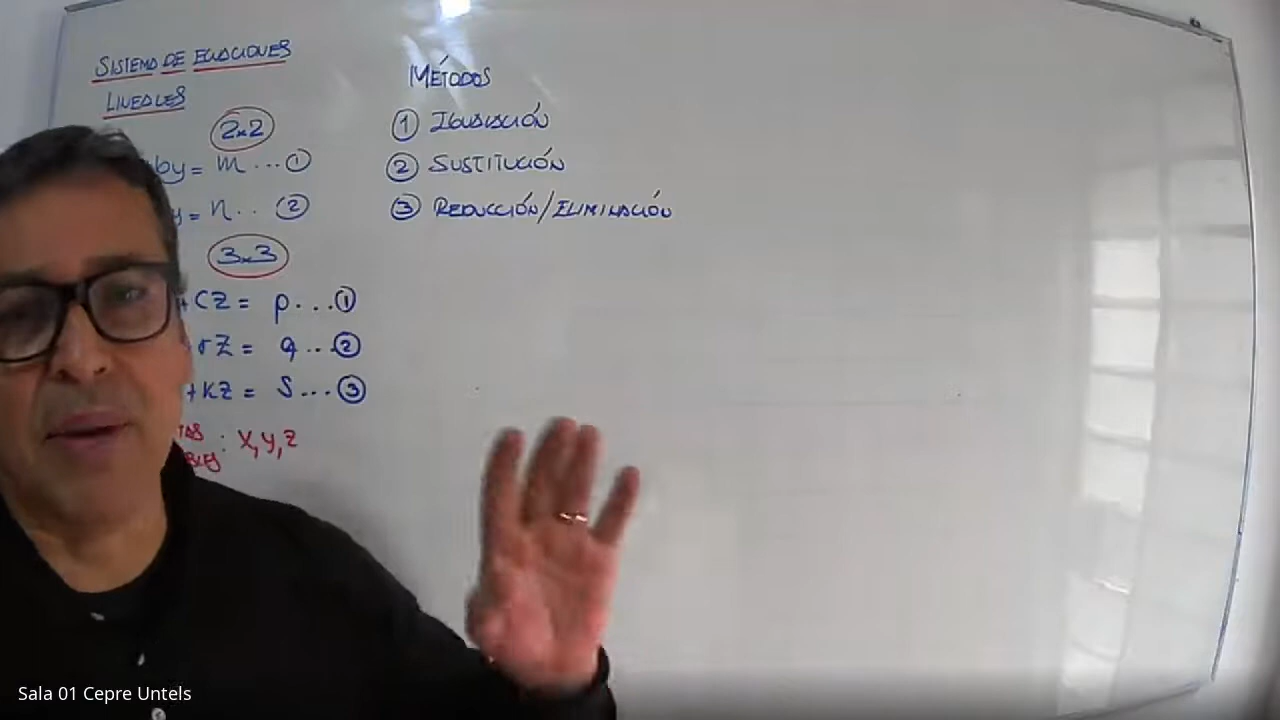 SISTEMA DE ECUACIONES
LINEALES
2x2
by = m ... ①
y = n .. ②
3x3
+ CZ = p ... ①
+ rZ = q ... ②
+ KZ = S ... ③
: X, y, Z
MÉTODOS
① IGUALACIÓN
② SUSTITUCIÓN
③ REDUCCIÓN/ELIMINACIÓN
Sala 01 Cepre Untels